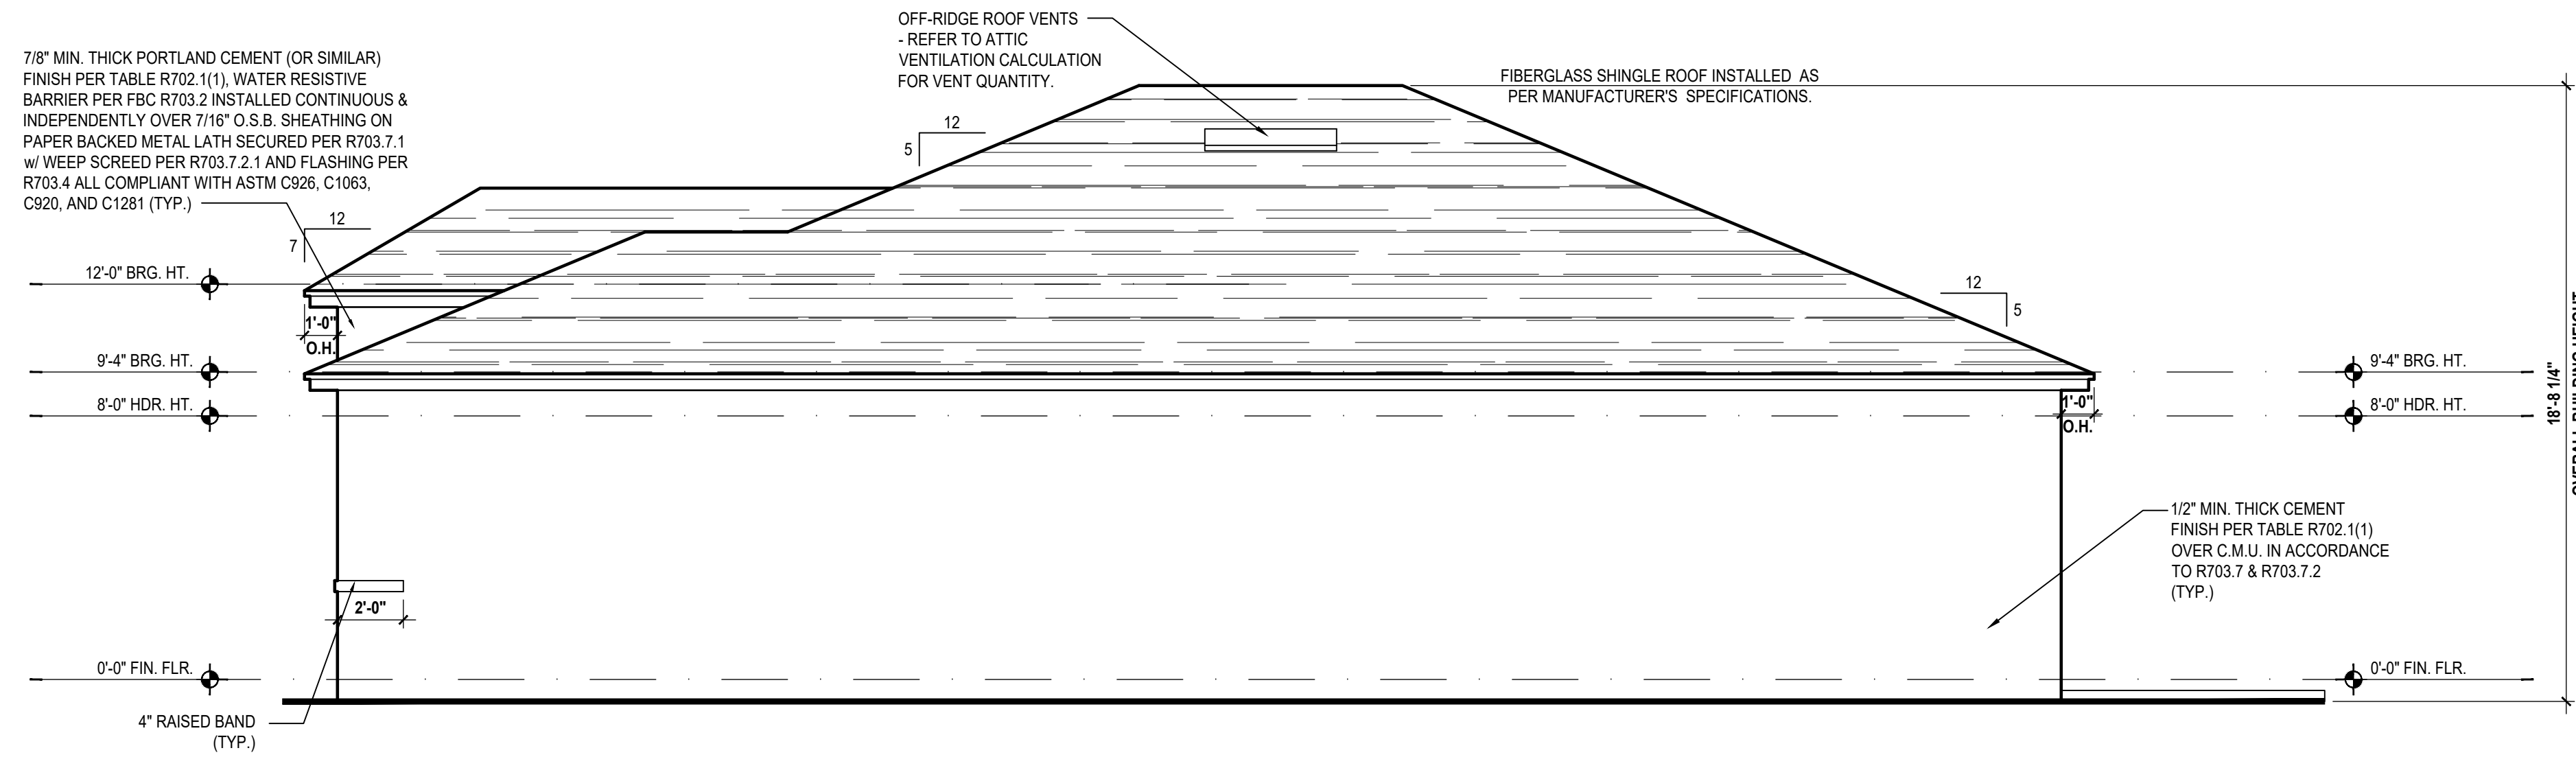 OFF-RIDGE ROOF VENTS
- REFER TO ATTIC
VENTILATION CALCULATION
FOR VENT QUANTITY.
7/8" MIN. THICK PORTLAND CEMENT (OR SIMILAR)
FINISH PER TABLE R702.1(1), WATER RESISTIVE
BARRIER PER FBC R703.2 INSTALLED CONTINUOUS &
INDEPENDENTLY OVER 7/16" O.S.B. SHEATHING ON
PAPER BACKED METAL LATH SECURED PER R703.7.1
w/ WEEP SCREED PER R703.7.2.1 AND FLASHING PER
R703.4 ALL COMPLIANT WITH ASTM C926, C1063,
C920, AND C1281 (TYP.)
FIBERGLASS SHINGLE ROOF INSTALLED AS
PER MANUFACTURER'S SPECIFICATIONS.
12
5
12
7
12'-0" BRG. HT.
12
5
1'-0"
O.H.
9'-4" BRG. HT.
9'-4" BRG. HT.
8'-0" HDR. HT.
1'-0"
O.H.
8'-0" HDR. HT.
18'-8 1/4"
OVERALL BUILDING HEIGHT
1/2" MIN. THICK CEMENT
FINISH PER TABLE R702.1(1)
OVER C.M.U. IN ACCORDANCE
TO R703.7 & R703.7.2
(TYP.)
2'-0"
0'-0" FIN. FLR.
0'-0" FIN. FLR.
4" RAISED BAND
(TYP.)